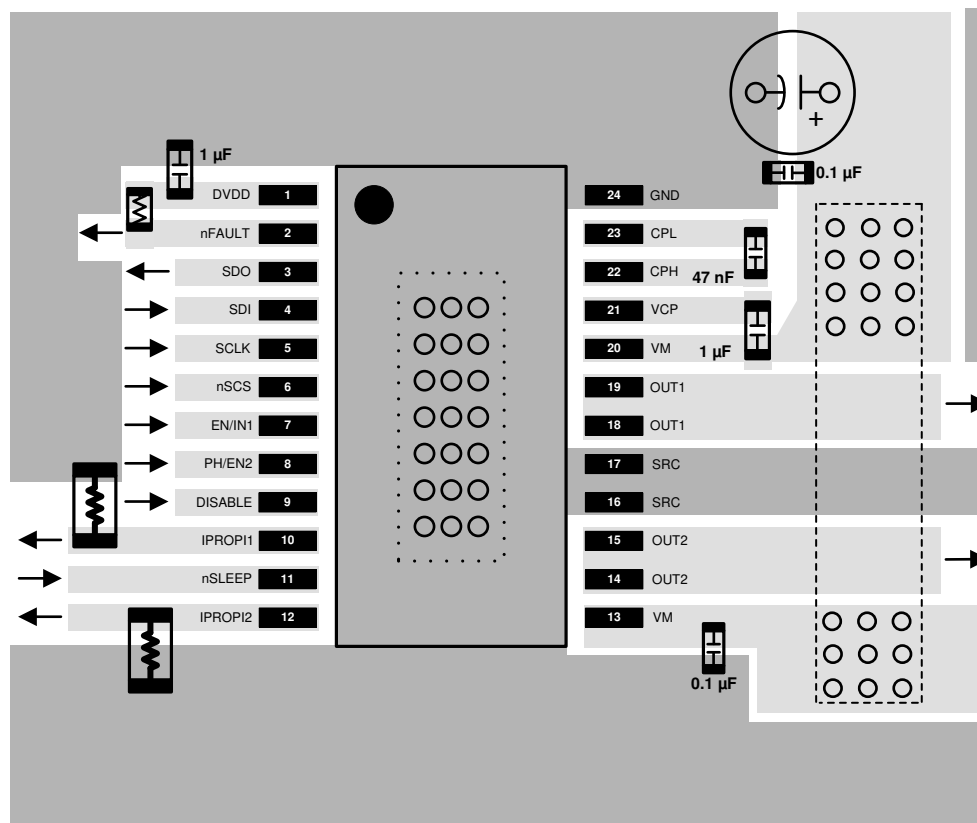 +
1 µF
0.1 µF
DVDD 1
24 GND
nFAULT 2
23 CPL
SDO 3
22 CPH
47 nF
SDI 4
21 VCP
SCLK 5
20 VM
1 µF
nSCS 6
19 OUT1
EN/IN1 7
18 OUT1
PH/EN2 8
17 SRC
DISABLE 9
16 SRC
IPROPI1 10
15 OUT2
nSLEEP 11
14 OUT2
IPROPI2 12
13 VM
0.1 µF